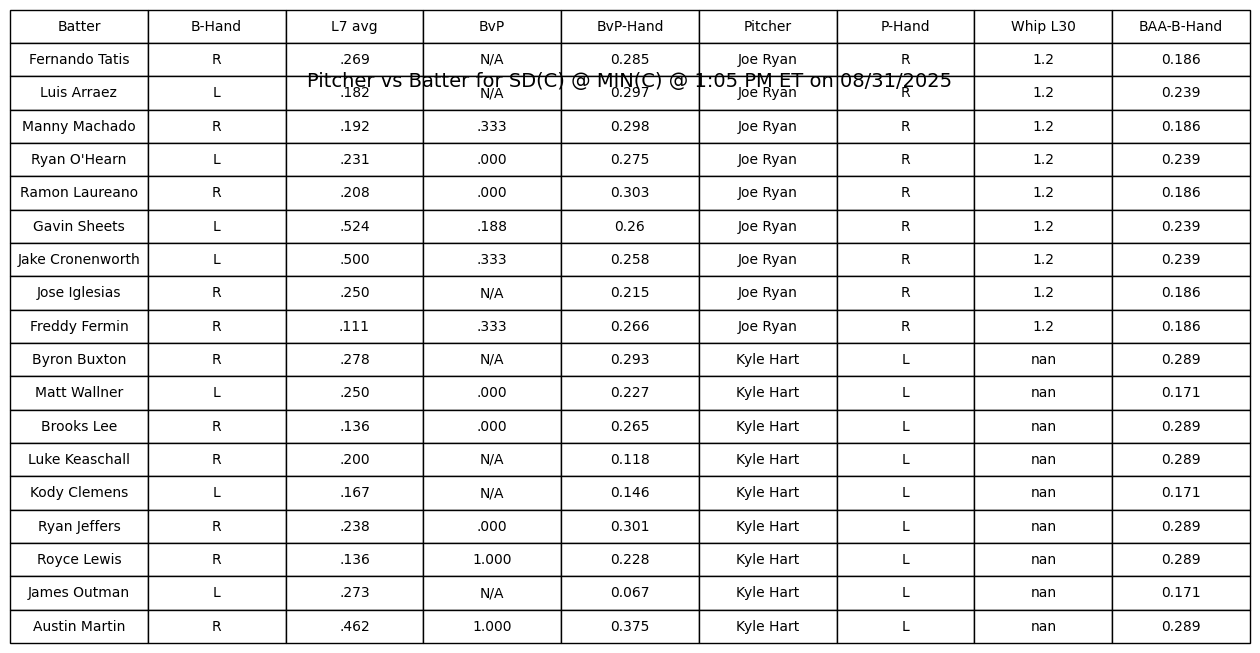 Batter B-Hand L7 avg BvP BvP-Hand Pitcher P-Hand Whip L30 BAA-B-Hand
Fernando Tatis R .269 N/A 0.285 Joe Ryan R 1.2 0.186
Pitcher vs Batter for SD(C) @ MIN(C) @ 1:05 PM ET on 08/31/2025
Luis Arraez L .182 N/A 0.297 Joe Ryan R 1.2 0.239
Manny Machado R .192 .333 0.298 Joe Ryan R 1.2 0.186
Ryan O'Hearn L .231 .000 0.275 Joe Ryan R 1.2 0.239
Ramon Laureano R .208 .000 0.303 Joe Ryan R 1.2 0.186
Gavin Sheets L .524 .188 0.26 Joe Ryan R 1.2 0.239
Jake Cronenworth L .500 .333 0.258 Joe Ryan R 1.2 0.239
Jose Iglesias R .250 N/A 0.215 Joe Ryan R 1.2 0.186
Freddy Fermin R .111 .333 0.266 Joe Ryan R 1.2 0.186
Byron Buxton R .278 N/A 0.293 Kyle Hart L nan 0.289
Matt Wallner L .250 .000 0.227 Kyle Hart L nan 0.171
Brooks Lee R .136 .000 0.265 Kyle Hart L nan 0.289
Luke Keaschall R .200 N/A 0.118 Kyle Hart L nan 0.289
Kody Clemens L .167 N/A 0.146 Kyle Hart L nan 0.171
Ryan Jeffers R .238 .000 0.301 Kyle Hart L nan 0.289
Royce Lewis R .136 1.000 0.228 Kyle Hart L nan 0.289
James Outman L .273 N/A 0.067 Kyle Hart L nan 0.171
Austin Martin R .462 1.000 0.375 Kyle Hart L nan 0.289